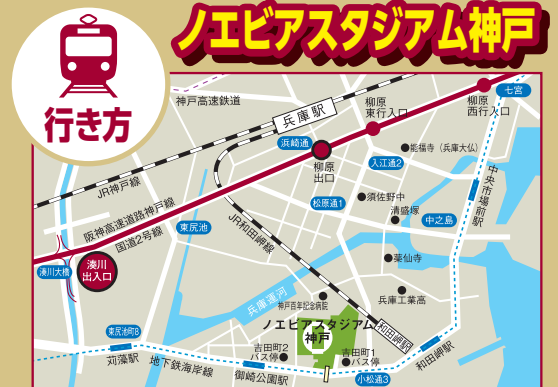 ノエビアスタジアム神戸
行き方
神戸高速鉄道
兵庫駅
柳原
東行入口
柳原
西行入口
七宮
浜崎通
能福寺（兵庫大仏）
柳原
出口
入江通2
JR神戸線
須佐野中
松原通1
清盛塚
中之島
中央市場前駅
阪神高速道路神戸線
国道2号線
東尻池
JR和田岬線
薬仙寺
湊川大橋
湊川
出入口
兵庫運河
神戸百年記念病院
兵庫工業高
ノエビアスタジアム
神戸
和田岬駅
東尻池町8
苅藻駅
地下鉄海岸線
吉田町2
バス停
御崎公園駅
吉田町1
バス停
和田岬駅
小松通3